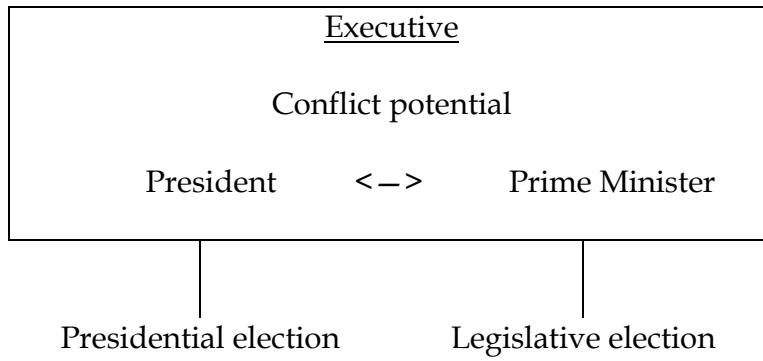 Executive
Conflict potential
President <–> Prime Minister
Presidential election Legislative election